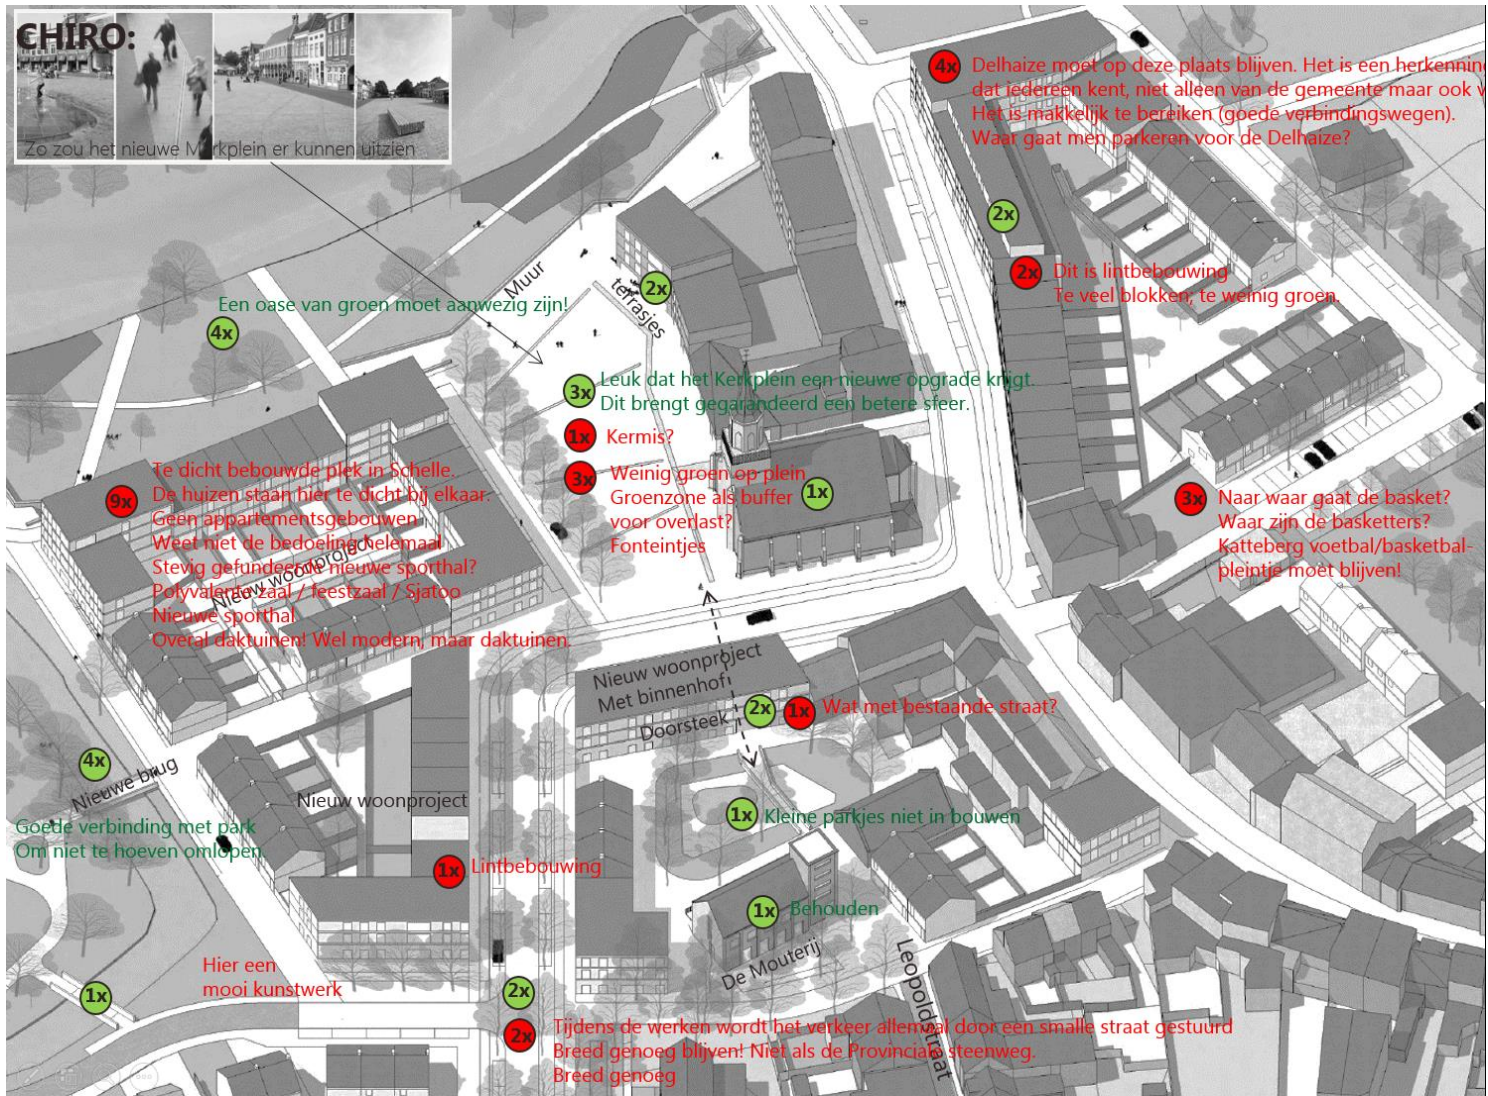 CHIRO:
Zo zou het nieuwe Markplein er kunnen uitzien
4x
Delhaize moet op deze plaats blijven. Het is een
dat iedereen kent, niet alleen van de gemeente maar ook
Het is makkelijk te bereiken (goede verbindingswegen).
Waar gaat men parkeren voor de Delhaize?
2x
2x
Dit is lintbebouwing
Te veel blokken, te weinig groen.
Muur
terrasjes
2x
Een oase van groen moet aanwezig zijn!
4x
3x
Leuk dat het Kerkplein een nieuwe opgrade krijgt.
Dit brengt gegarandeerd een betere sfeer.
1x
Kermis?
3x
Weinig groen op plein
Groenzone als buffer
voor overlast?
Fonteintjes
1x
9x
Te dicht bebouwde plek in Schelle.
De huizen staan hier te dicht bij elkaar.
Geen appartementsgebouwen
Weet niet de bedoeling helemaal
Stevig gefundeerde nieuwe sporthal?
Polyvalente zaal / feestzaal / Sjatoo
Nieuwe sporthal
Overal daktuinen! Wel modern, maar daktuinen.
Nieuw woonproject
3x
Naar waar gaat de basket?
Waar zijn de basketters?
Katteberg voetbal/basketbal-
pleintje moet blijven!
Nieuw woonproject
Met binnenhof
Doorsteek
2x
1x
Wat met bestaande straat?
4x
Nieuwe brug
Goede verbinding met park
Om niet te hoeven omlopen.
Nieuw woonproject
1x
Kleine parkjes niet in bouwen
1x
Lintbebouwing
1x
Behouden
De Mouterij
Leopoldstraat
Hier een
mooi kunstwerk
1x
2x
2x
Tijdens de werken wordt het verkeer allemaal door een smalle straat gestuurd
Breed genoeg blijven! Niet als de Provinciale steenweg.
Breed genoeg